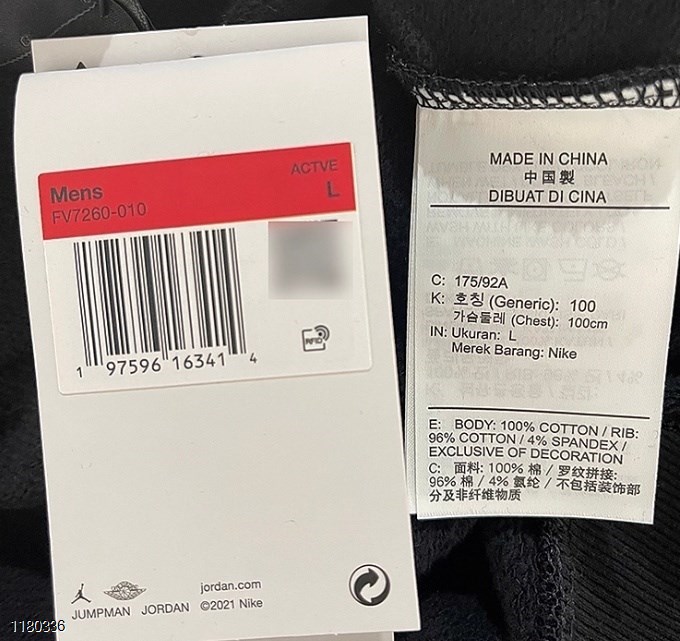 Mens
ACTVE
FV7260-010
L
RFID
1 97596 16341 4
JUMPMAN JORDAN
jordan.com
©2021 Nike
MADE IN CHINA
中国製
DIBUAT DI CINA
C: 175/92A
K: 호칭 (Generic): 100
가슴둘레 (Chest): 100cm
IN: Ukuran: L
Merek Barang: Nike
E: BODY: 100% COTTON / RIB:
96% COTTON / 4% SPANDEX /
EXCLUSIVE OF DECORATION
C: 面料: 100% 棉 / 罗纹拼接:
96% 棉 / 4% 氨纶 / 不包括装饰部
分及非纤维物质
1180336